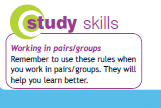 study skills
Working in pairs/groups
Remember to use these rules when
you work in pairs/groups. They will
help you learn better.